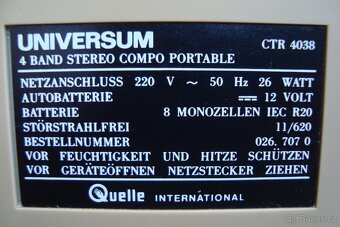 UNIVERSUM CTR 4038
4 BAND STEREO COMPO PORTABLE
NETZANSCHLUSS 220 V ~ 50 Hz 26 WATT
AUTOBATTERIE ⎓ 12 VOLT
BATTERIE 8 MONOZELLEN IEC R20
STÖRSTRAHLFREI 11/620
BESTELLNUMMER 026. 707 0
VOR FEUCHTIGKEIT UND HITZE SCHÜTZEN
VOR GERÄTEÖFFNEN NETZSTECKER ZIEHEN
Quelle INTERNATIONAL